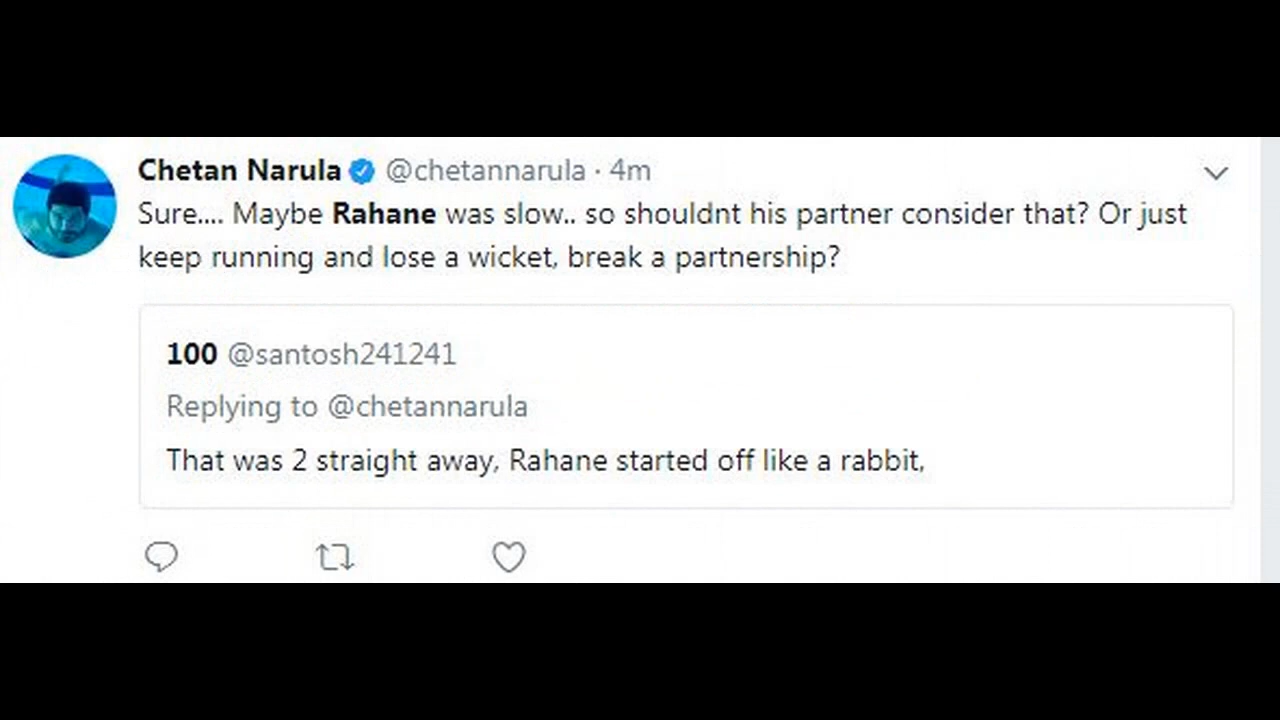 Chetan Narula @chetannarula · 4m
Sure.... Maybe Rahane was slow.. so shouldnt his partner consider that? Or just
keep running and lose a wicket, break a partnership?
100 @santosh241241
Replying to @chetannarula
That was 2 straight away, Rahane started off like a rabbit,